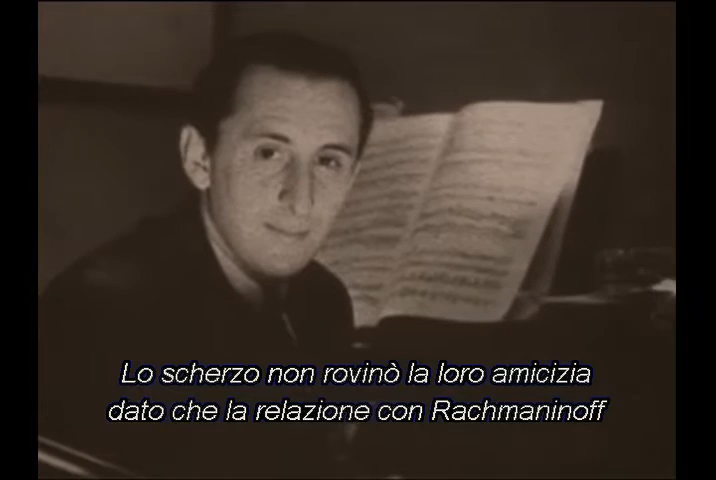 Lo scherzo non rovinò la loro amicizia
dato che la relazione con Rachmaninoff